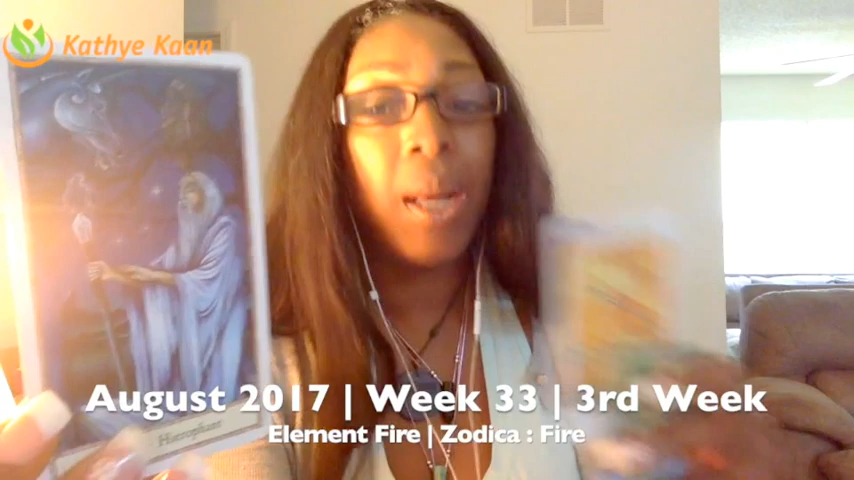 Kathye Kaan
Hierophant
August 2017 | Week 33 | 3rd Week
Element Fire | Zodica : Fire